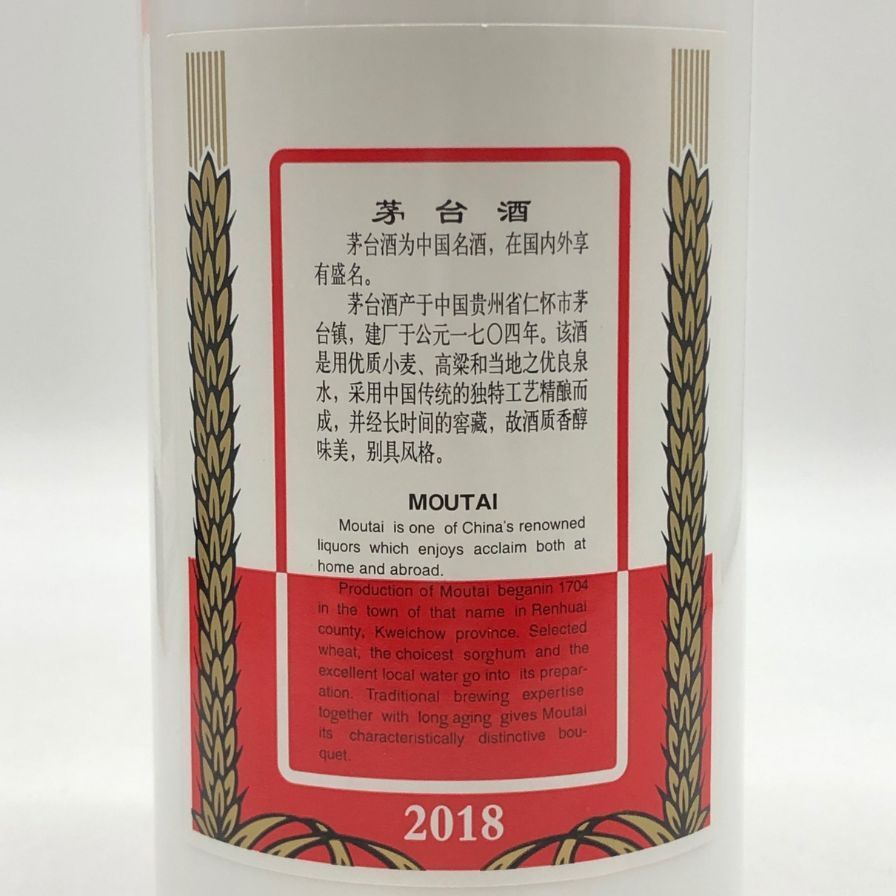 茅台酒
茅台酒为中国名酒，在国内外享
有盛名。
茅台酒产于中国贵州省仁怀市茅
台镇，建厂于公元一七〇四年。该酒
是用优质小麦、高粱和当地之优良泉
水，采用中国传统的独特工艺精酿而
成，并经长时间的窖藏，故酒质香醇
味美，别具风格。
MOUTAI
Moutai is one of China's renowned
liquors which enjoys acclaim both at
home and abroad.
Production of Moutai beganin 1704
in the town of that name in Renhuai
county, Kweichow province. Selected
wheat, the choicest sorghum and the
excellent local water go into its prepar-
ation. Traditional brewing expertise
together with long aging gives Moutai
its characteristically distinctive bou-
quet.
2018